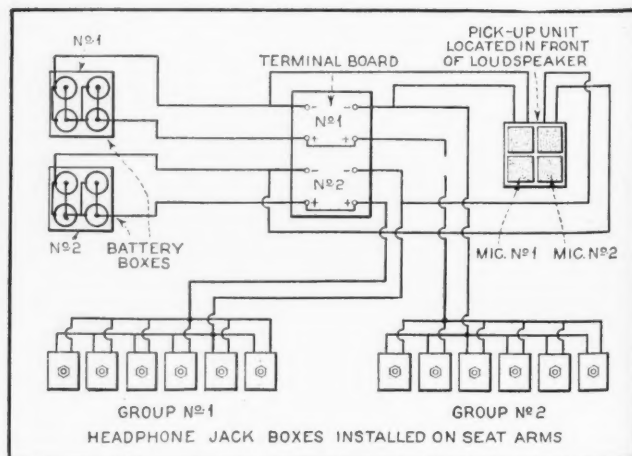 Nº1
TERMINAL BOARD
PICK-UP UNIT
LOCATED IN FRONT
OF LOUDSPEAKER
- -
Nº1
+ +
- -
Nº2
+ +
Nº2
BATTERY
BOXES
MIC. Nº1 MIC. Nº2
GROUP Nº1 GROUP Nº2
HEADPHONE JACK BOXES INSTALLED ON SEAT ARMS